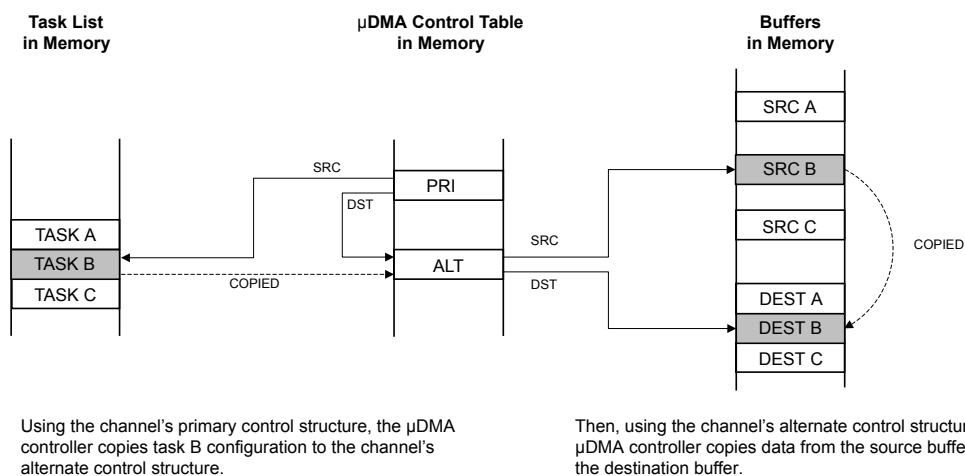 Task List
in Memory
µDMA Control Table
in Memory
Buffers
in Memory
SRC A
SRC
SRC B
PRI
DST
SRC C
TASK A
SRC
COPIED
TASK B
ALT
COPIED
DST
TASK C
DEST A
DEST B
DEST C
Using the channel's primary control structure, the µDMA
controller copies task B configuration to the channel's
alternate control structure.
Then, using the channel's alternate control
µDMA controller copies data from the source
the destination buffer.